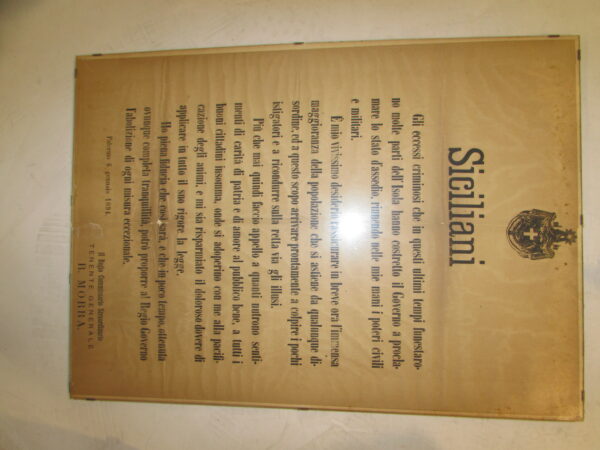 Siciliani
Gli eccessi criminosi che in questi ultimi tempi funestaro-
no molte parti dell'Isola hanno costretto il Governo a procla-
mare lo stato d'assedio, riunendo nelle mie mani i poteri civili
e militari.
È mio vivissimo desiderio rassicurare in breve ora l'immensa
maggioranza della popolazione che si astiene da qualunque di-
sordine, ed a questo scopo arrivare prontamente a colpire i pochi
istigatori e a ricondurre sulla retta via gli illusi.
Più che mai quindi faccio appello a quanti nutrono senti-
menti di carità di patria e di amore al pubblico bene, a tutti i
buoni cittadini insomma, onde si adoperino con me alla pacifi-
cazione degli animi, e mi sia risparmiato il doloroso dovere di
applicare in tutto il suo rigore la legge.
Ho piena fiducia che così sarà, e che in poco tempo, ottenuta
ovunque completa tranquillità, potrò proporre al Regio Governo
l'abolizione di ogni misura eccezionale.
Palermo 4 gennaio 1894.
Il Regio Commissario Straordinario
TENENTE GENERALE
R. MORRA.